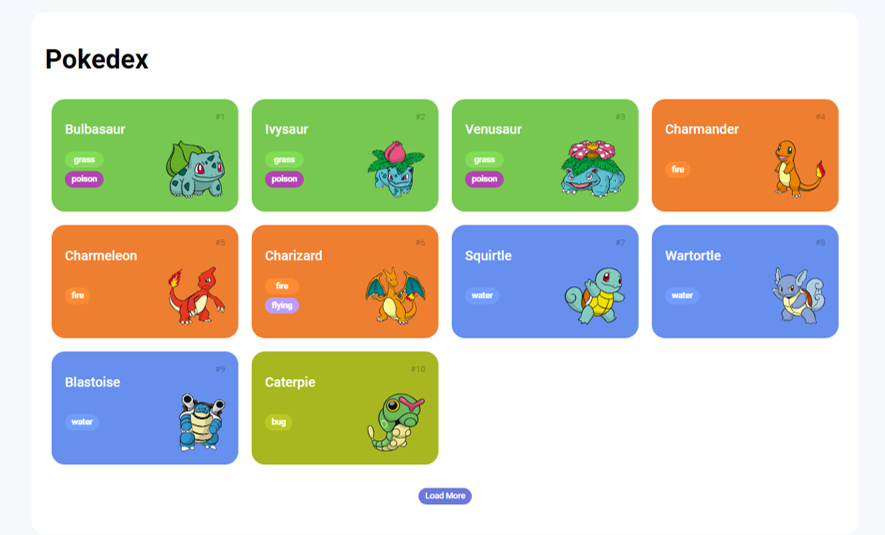 Pokedex
#1
Bulbasaur
grass
poison
#2
Ivysaur
grass
poison
#3
Venusaur
grass
poison
#4
Charmander
fire
#5
Charmeleon
fire
#6
Charizard
fire
flying
#7
Squirtle
water
#8
Wartortle
water
#9
Blastoise
water
#10
Caterpie
bug
Load More